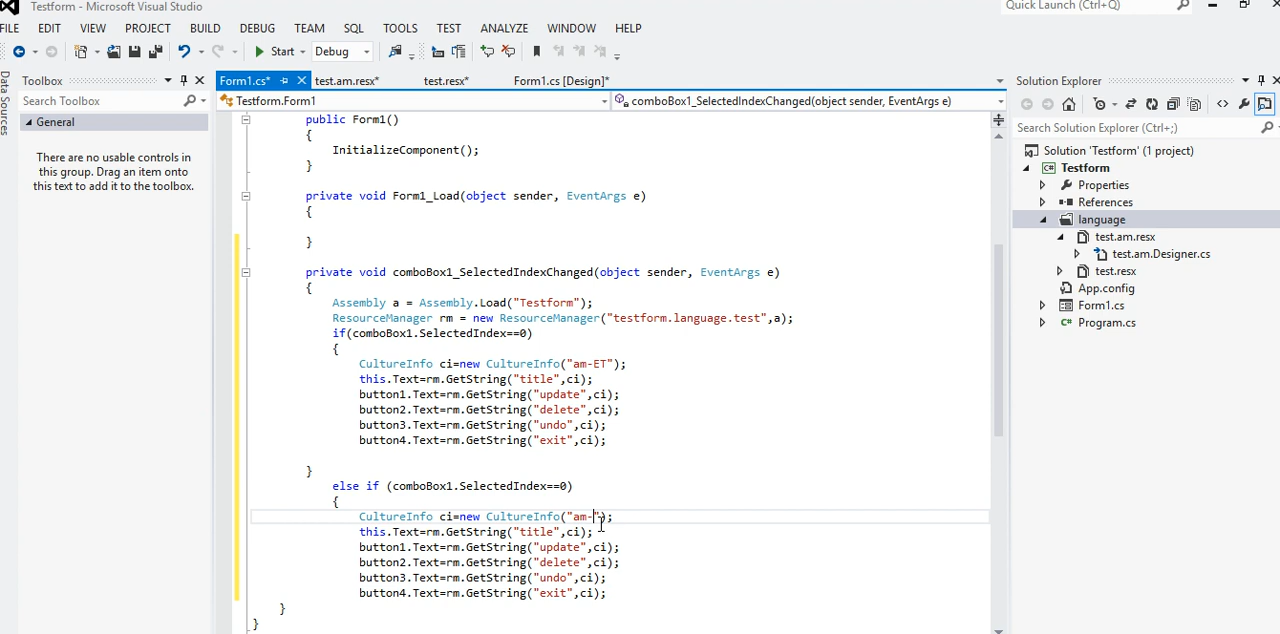 Testform - Microsoft Visual Studio
Quick Launch (Ctrl+Q)
FILE EDIT VIEW PROJECT BUILD DEBUG TEAM SQL TOOLS TEST ANALYZE WINDOW HELP
Start Debug
Data Sources
Toolbox
Search Toolbox
General
There are no usable controls in
this group. Drag an item onto
this text to add it to the toolbox.
Form1.cs* test.am.resx* test.resx* Form1.cs [Design]*
Testform.Form1 comboBox1_SelectedIndexChanged(object sender, EventArgs e)
public Form1()
{
InitializeComponent();
}
private void Form1_Load(object sender, EventArgs e)
{
}
private void comboBox1_SelectedIndexChanged(object sender, EventArgs e)
{
Assembly a = Assembly.Load("Testform");
ResourceManager rm = new ResourceManager("testform.language.test",a);
if(comboBox1.SelectedIndex==0)
{
CultureInfo ci=new CultureInfo("am-ET");
this.Text=rm.GetString("title",ci);
button1.Text=rm.GetString("update",ci);
button2.Text=rm.GetString("delete",ci);
button3.Text=rm.GetString("undo",ci);
button4.Text=rm.GetString("exit",ci);
}
else if (comboBox1.SelectedIndex==0)
{
CultureInfo ci=new CultureInfo("am-");
this.Text=rm.GetString("title",ci);
button1.Text=rm.GetString("update",ci);
button2.Text=rm.GetString("delete",ci);
button3.Text=rm.GetString("undo",ci);
button4.Text=rm.GetString("exit",ci);
}
}
Solution Explorer
Search Solution Explorer (Ctrl+;)
Solution 'Testform' (1 project)
Testform
Properties
References
language
test.am.resx
test.am.Designer.cs
test.resx
App.config
Form1.cs
Program.cs